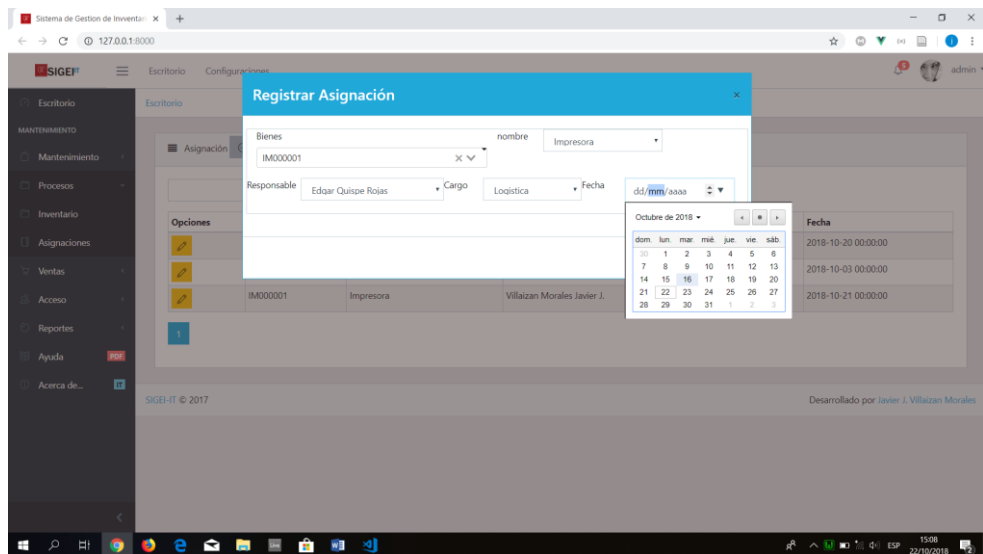 Sistema de Gestion de Invventari
127.0.0.1:8000
SIGEI IT
Escritorio Configuraciones
admin
Escritorio
MANTENIMIENTO
Mantenimiento
Procesos
Inventario
Asignaciones
Ventas
Acceso
Reportes
Ayuda PDF
Acerca de... IT
Escritorio
Asignación
Registrar Asignación ×
Bienes IM000001 nombre Impresora
Responsable Edgar Quispe Rojas Cargo Logistica Fecha dd/mm/aaaa
Octubre de 2018
dom. lun. mar. mié. jue. vie. sáb.
30 1 2 3 4 5 6
7 8 9 10 11 12 13
14 15 16 17 18 19 20
21 22 23 24 25 26 27
28 29 30 31 1 2 3
Opciones Fecha
2018-10-20 00:00:00
2018-10-03 00:00:00
IM000001 Impresora Villaizan Morales Javier J. 2018-10-21 00:00:00
1
SIGEI-IT © 2017 Desarrollado por Javier J. Villaizan Morales
ESP 15:08
22/10/2018